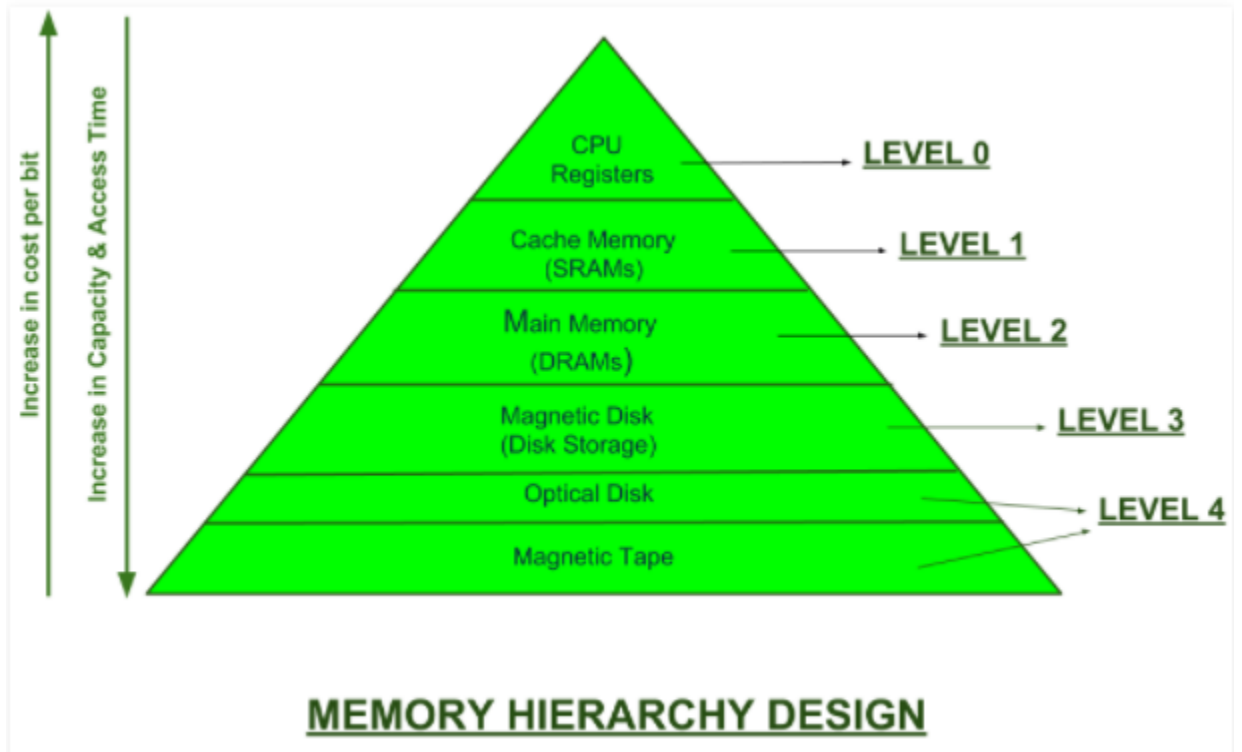 Increase in cost per bit
Increase in Capacity & Access Time
CPU
Registers
LEVEL 0
Cache Memory
(SRAMs)
LEVEL 1
Main Memory
(DRAMs)
LEVEL 2
Magnetic Disk
(Disk Storage)
LEVEL 3
Optical Disk
LEVEL 4
Magnetic Tape
MEMORY HIERARCHY DESIGN